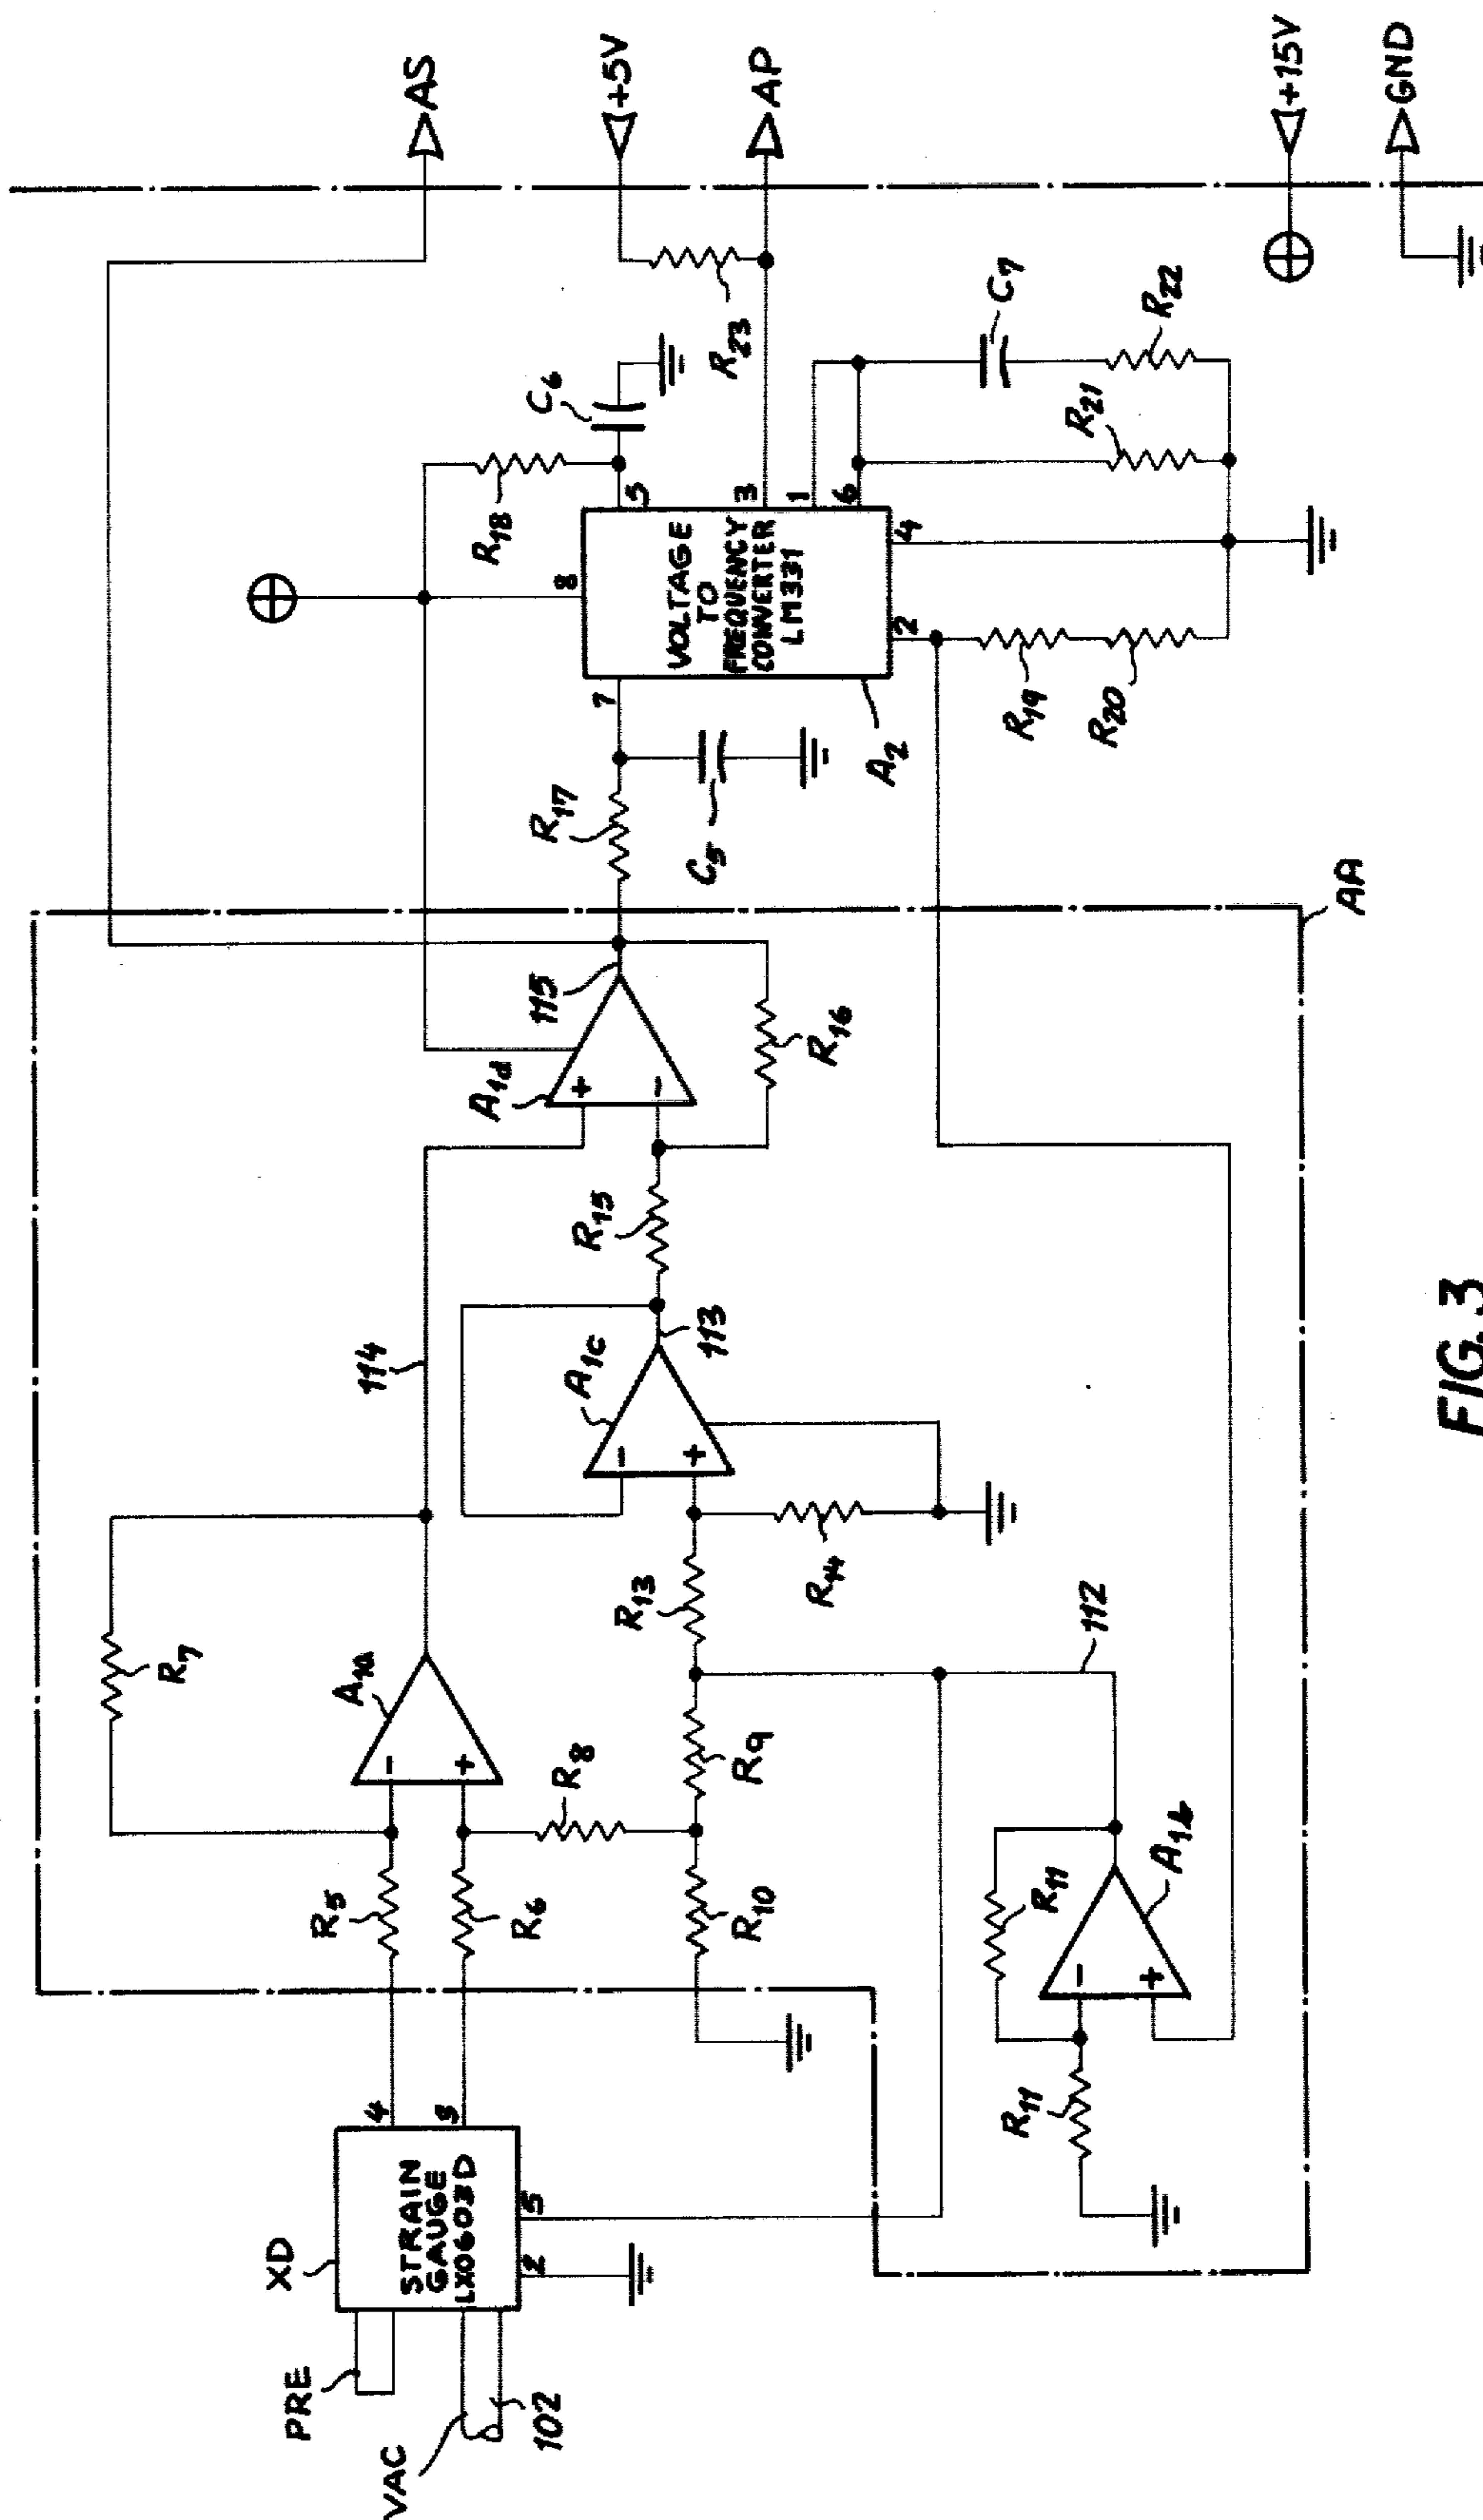 AS
+5V
AP
+15V
GND
R23
C6
R18
C7
R22
R21
8
5
3
1
6
4
2
7
VOLTAGE
TO
FREQUENCY
CONVERTER
LM331
R17
C5
A2
R19
R20
AA
115
A1d
+
-
R16
R15
114
113
A1c
-
+
R14
R13
112
R7
A1a
-
+
R8
R9
R5
R6
R10
R11
A1b
-
+
R11
XD
STRAIN
GAUGE
LX0603D
4
3
5
2
PRE
VAC
102
FIG. 3